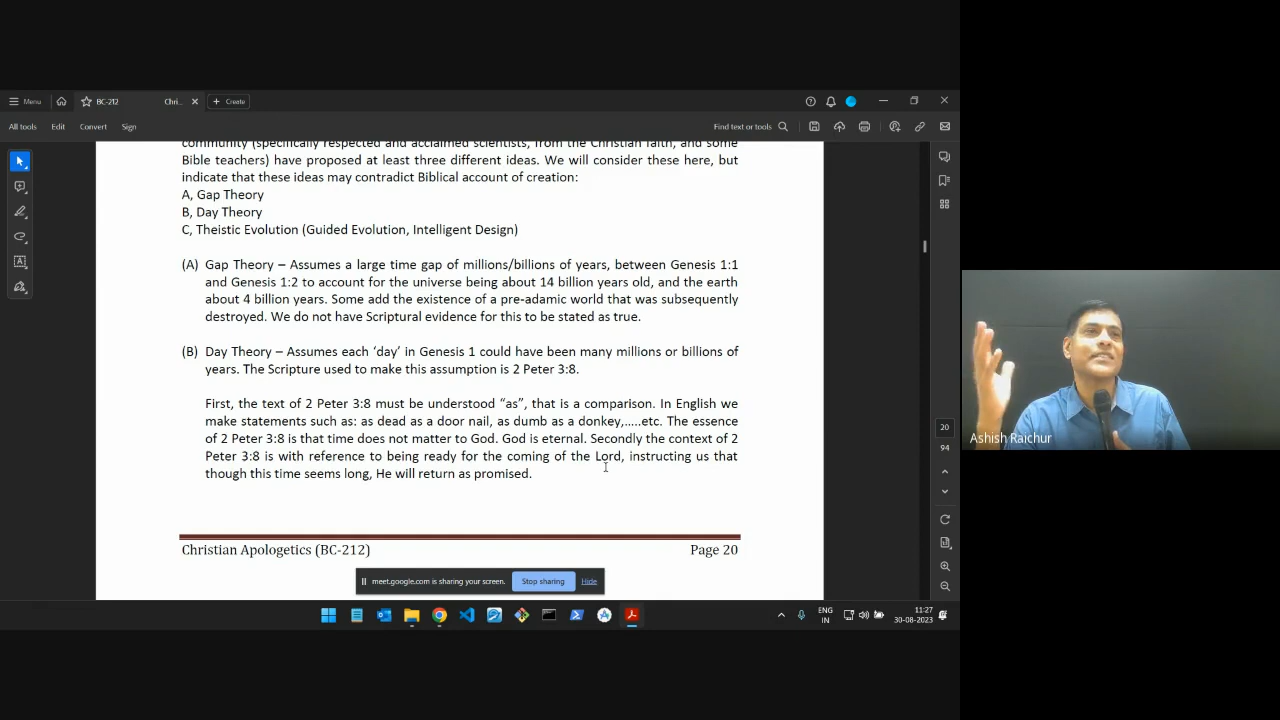 Menu
BC-212
Chri...
Create
All tools
Edit
Convert
Sign
Find text or tools
community (specifically respected and acclaimed scientists, from the Christian faith, and some
Bible teachers) have proposed at least three different ideas. We will consider these here, but
indicate that these ideas may contradict Biblical account of creation:
A, Gap Theory
B, Day Theory
C, Theistic Evolution (Guided Evolution, Intelligent Design)
(A) Gap Theory – Assumes a large time gap of millions/billions of years, between Genesis 1:1
and Genesis 1:2 to account for the universe being about 14 billion years old, and the earth
about 4 billion years. Some add the existence of a pre-adamic world that was subsequently
destroyed. We do not have Scriptural evidence for this to be stated as true.
(B) Day Theory – Assumes each ‘day’ in Genesis 1 could have been many millions or billions of
years. The Scripture used to make this assumption is 2 Peter 3:8.
First, the text of 2 Peter 3:8 must be understood “as”, that is a comparison. In English we
make statements such as: as dead as a door nail, as dumb as a donkey,.....etc. The essence
of 2 Peter 3:8 is that time does not matter to God. God is eternal. Secondly the context of 2
Peter 3:8 is with reference to being ready for the coming of the Lord, instructing us that
though this time seems long, He will return as promised.
Christian Apologetics (BC-212)
Page 20
20
94
Ashish Raichur
meet.google.com is sharing your screen.
Stop sharing
Hide
ENG
IN
11:27
30-08-2023